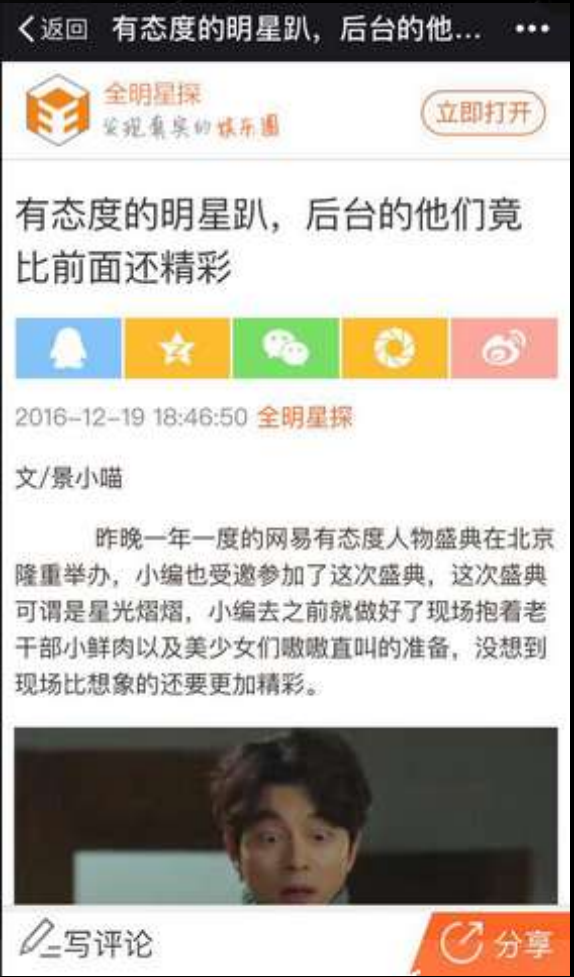 返回 有态度的明星趴，后台的他...
全明星探
发现真实的娱乐圈
立即打开
有态度的明星趴，后台的他们竟
比前面还精彩
2016-12-19 18:46:50 全明星探
文/景小喵
昨晚一年一度的网易有态度人物盛典在北京
隆重举办，小编也受邀参加了这次盛典，这次盛典
可谓是星光熠熠，小编去之前就做好了现场抱着老
干部小鲜肉以及美少女们嗷嗷直叫的准备，没想到
现场比想象的还要更加精彩。
写评论
分享